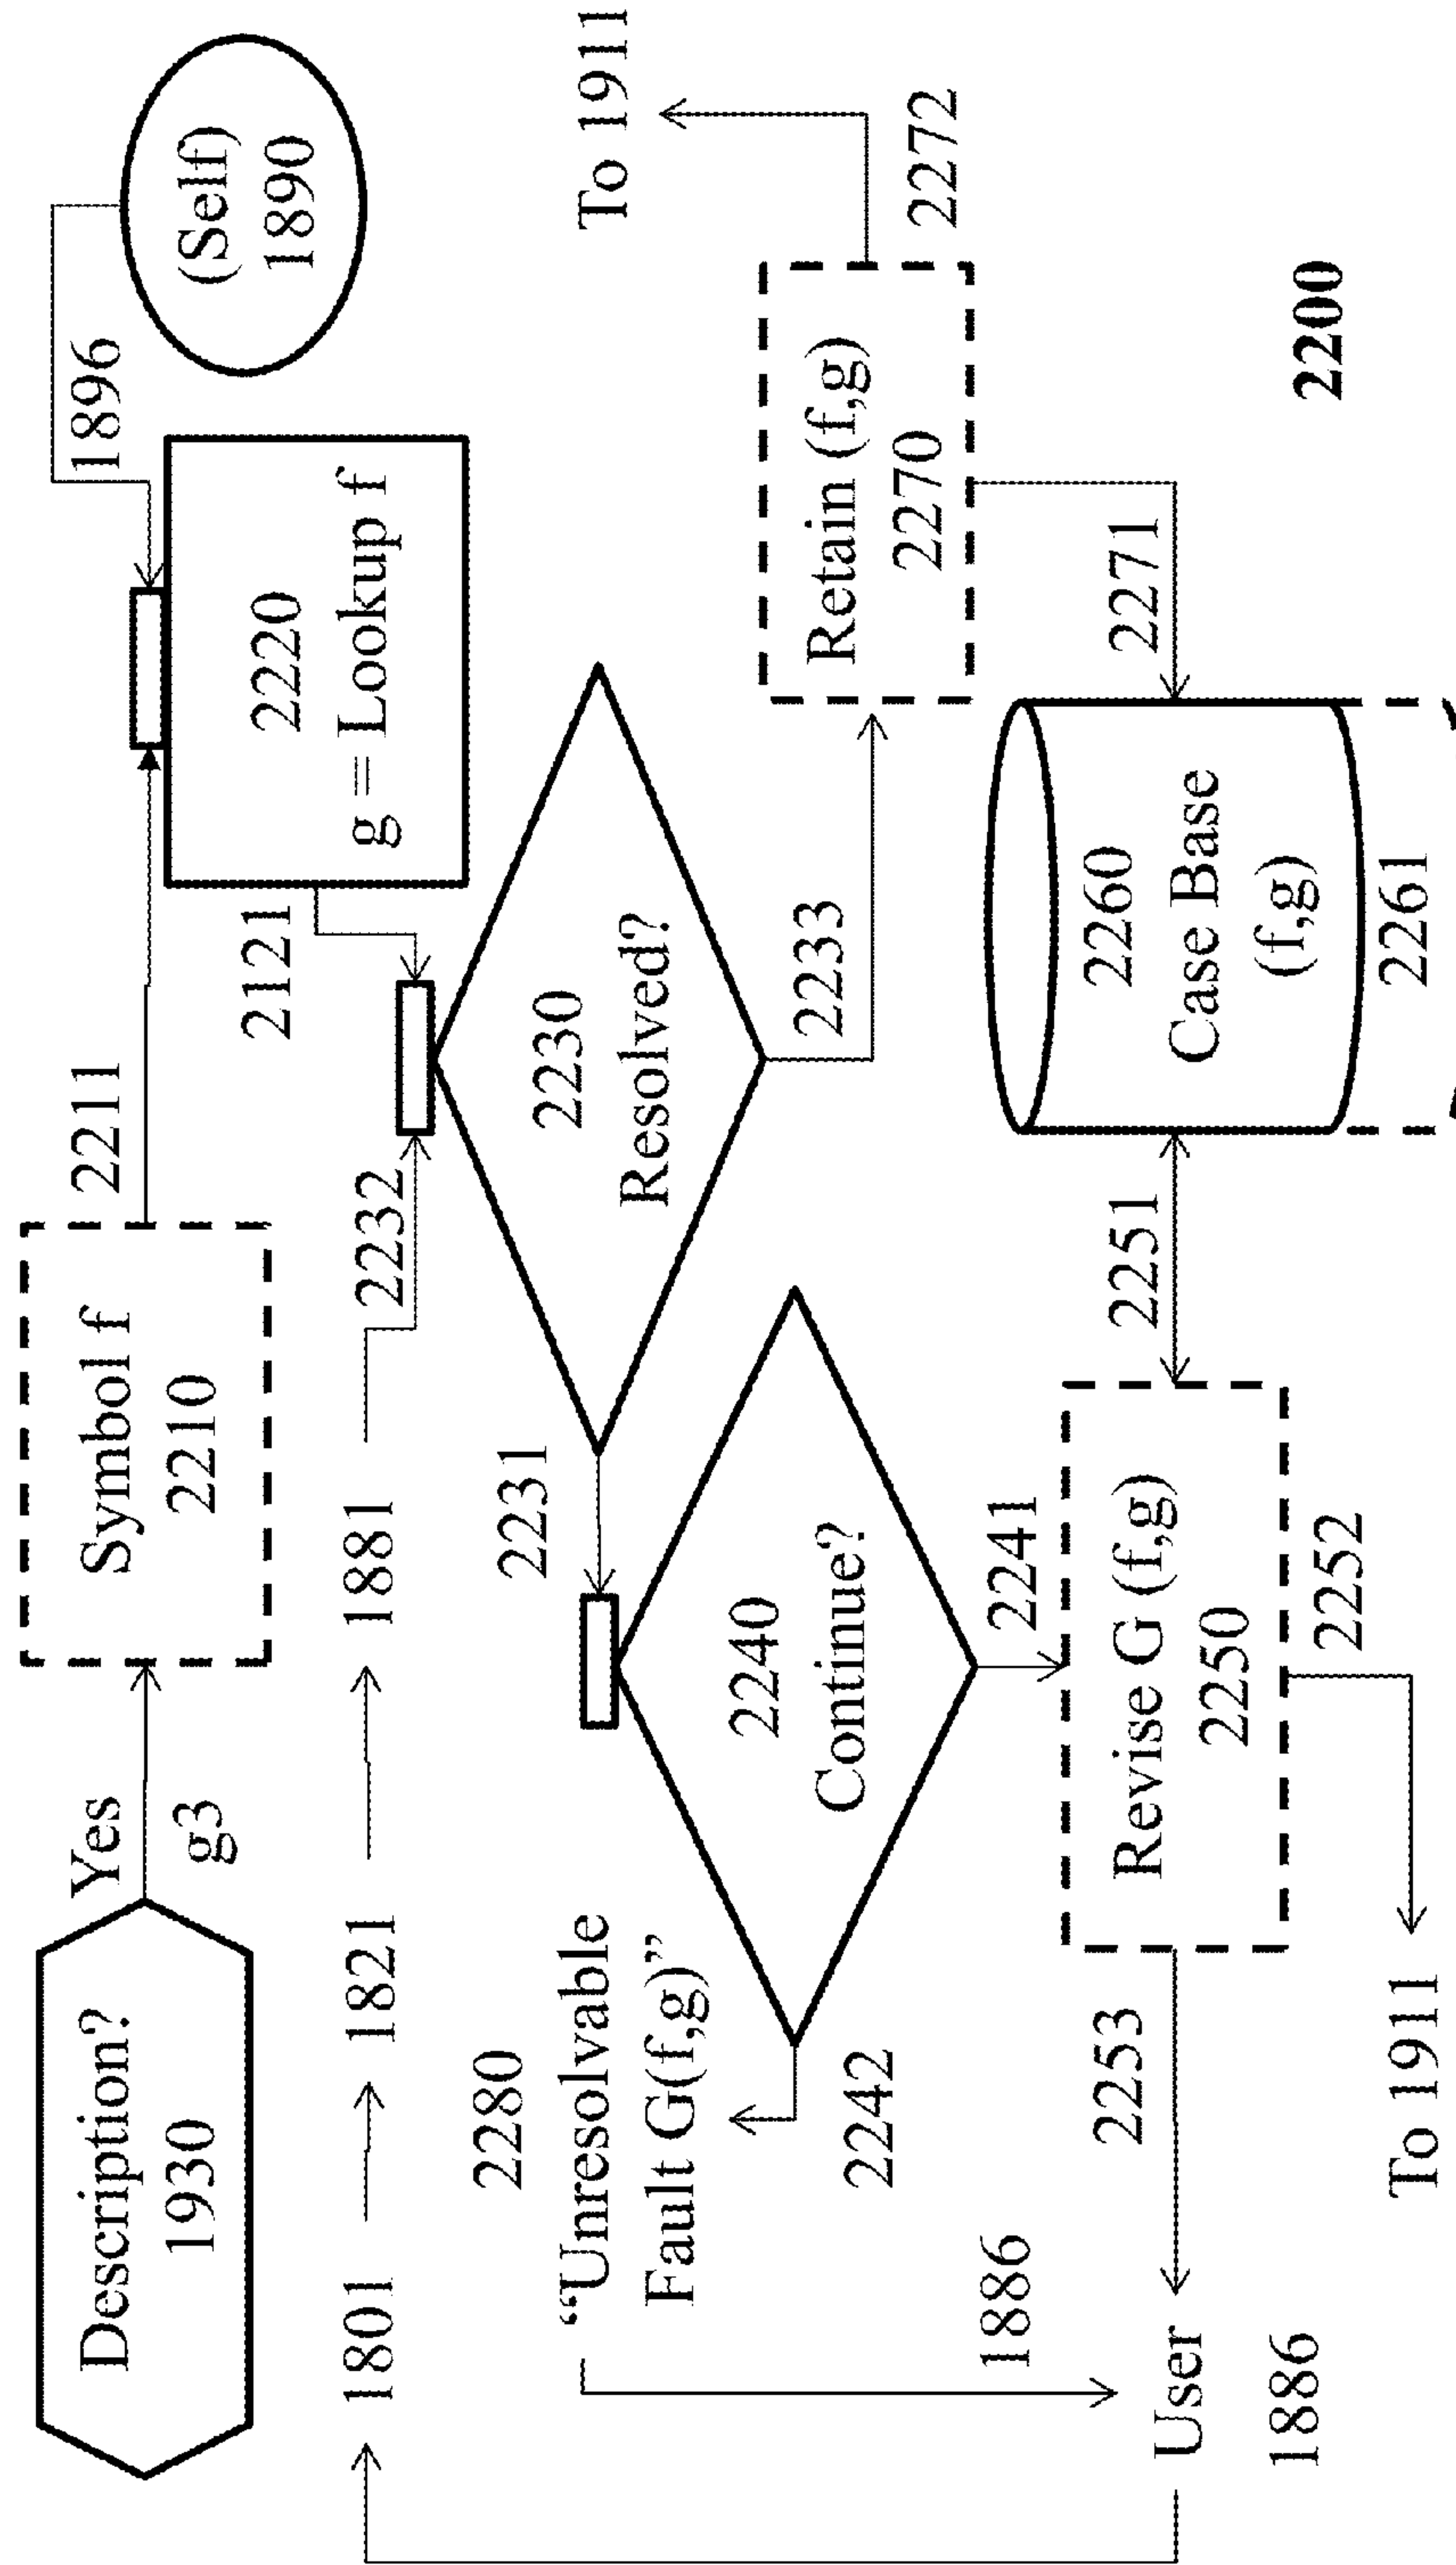 Description?
1930
Yes
g3
Symbol f
2210
2211
1896
(Self)
1890
2220
g = Lookup f
2121
1801
1821
1881
2232
2230
Resolved?
2231
2233
2280
“Unresolvable
Fault G(f,g)”
2242
2240
Continue?
2241
Retain (f,g)
2270
To 1911
2272
2271
1886
User
1886
2253
Revise G (f,g)
2250
2251
2252
To 1911
2260
Case Base
(f,g)
2261
2200